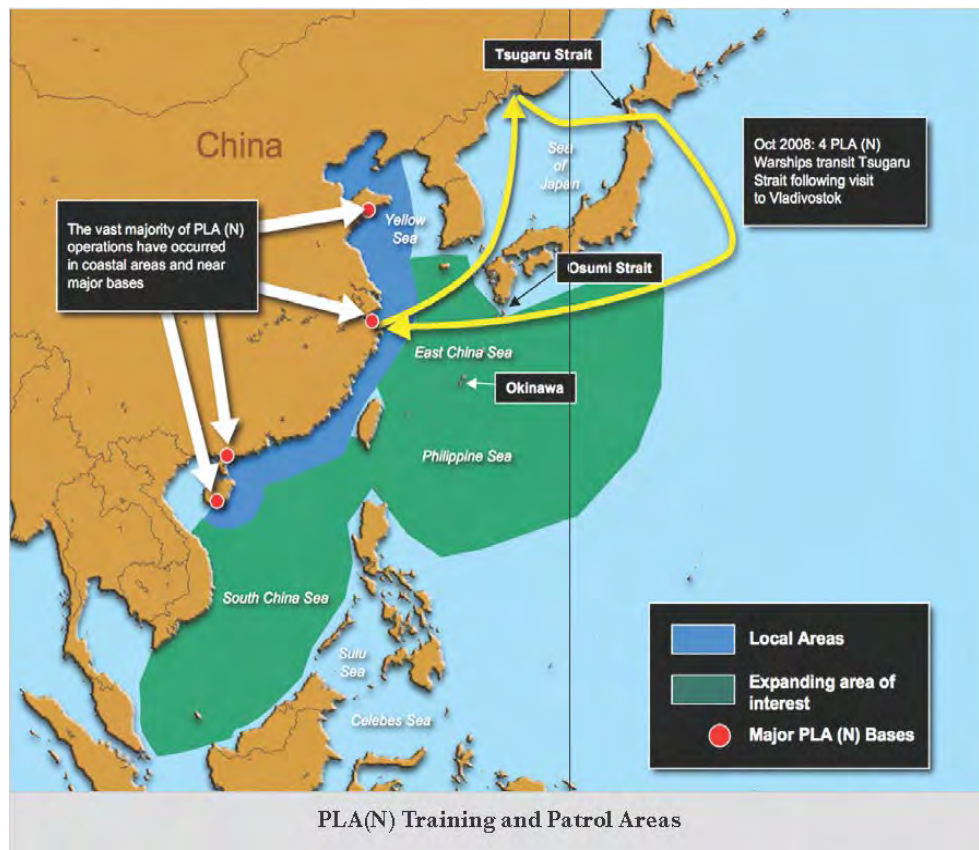 Tsugaru Strait
China
Sea
of
Japan
Oct 2008: 4 PLA (N)
Warships transit Tsugaru
Strait following visit
to Vladivostok
The vast majority of PLA (N)
operations have occurred
in coastal areas and near
major bases
Yellow
Sea
Osumi Strait
East China Sea
Okinawa
Philippine Sea
South China Sea
Sulu
Sea
Celebes Sea
Local Areas
Expanding area of
interest
Major PLA (N) Bases
PLA(N) Training and Patrol Areas